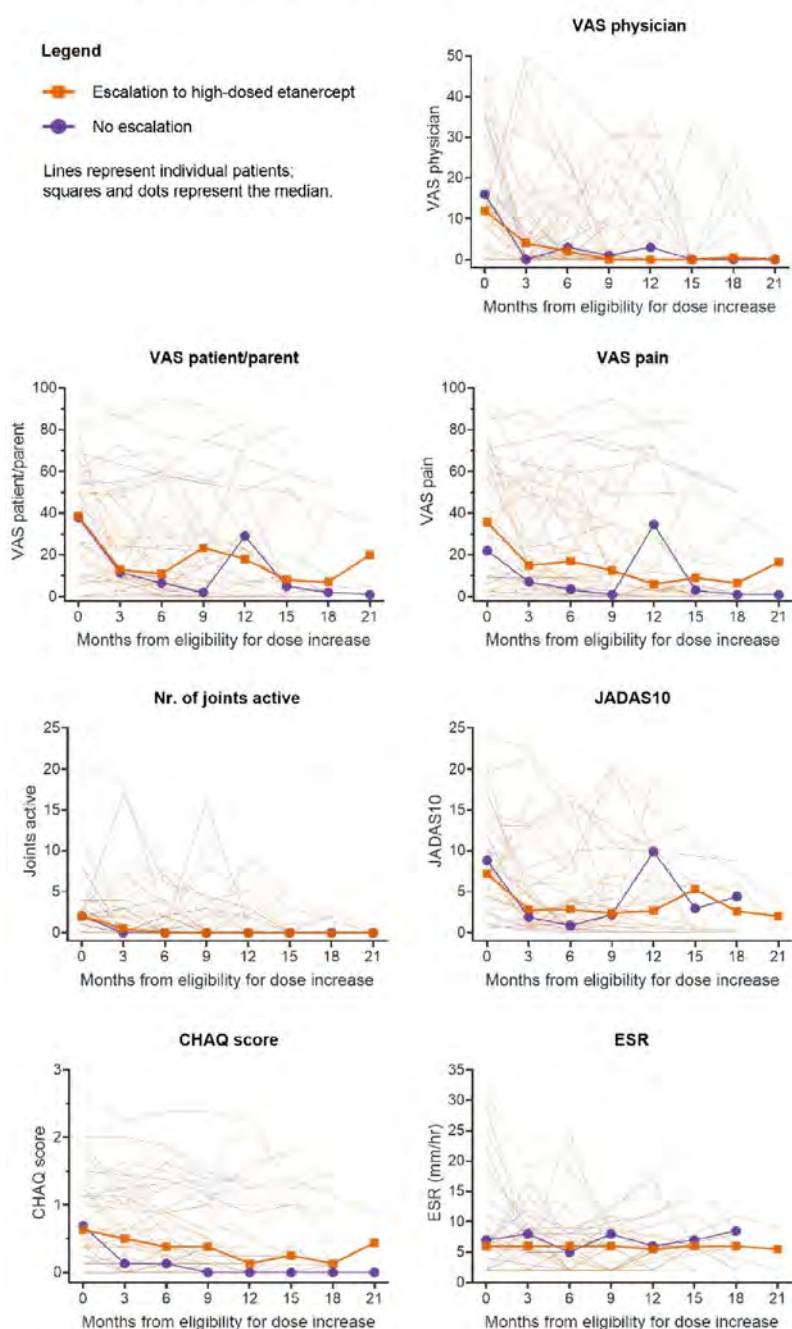 Legend
Escalation to high-dosed etanercept
No escalation
Lines represent individual patients;
squares and dots represent the median.
VAS physician
VAS physician
50
40
30
20
10
0
0 3 6 9 12 15 18 21
Months from eligibility for dose increase
VAS patient/parent
VAS patient/parent
100
80
60
40
20
0
0 3 6 9 12 15 18 21
Months from eligibility for dose increase
VAS pain
VAS pain
100
80
60
40
20
0
0 3 6 9 12 15 18 21
Months from eligibility for dose increase
Nr. of joints active
Joints active
25
20
15
10
5
0
0 3 6 9 12 15 18 21
Months from eligibility for dose increase
JADAS10
JADAS10
25
20
15
10
5
0
0 3 6 9 12 15 18 21
Months from eligibility for dose increase
CHAQ score
CHAQ score
3
2
1
0
0 3 6 9 12 15 18 21
Months from eligibility for dose increase
ESR
ESR (mm/hr)
35
30
25
20
15
10
5
0
0 3 6 9 12 15 18 21
Months from eligibility for dose increase